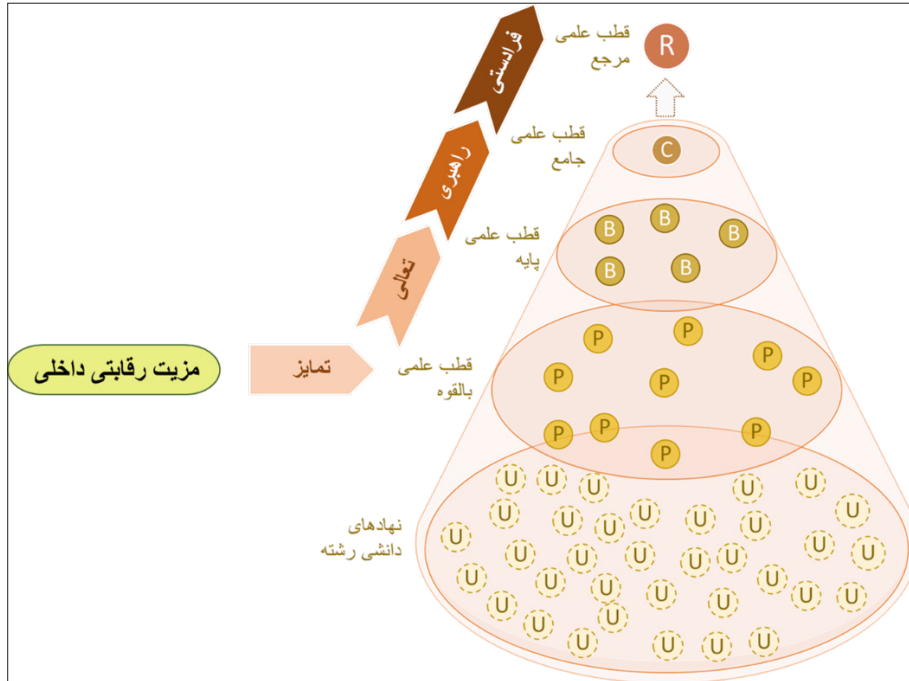 قطب علمی
مرجع
R
فرادستی
قطب علمی
جامع
C
راهبری
قطب علمی
پایه
B B B
B B
تعالی
قطب علمی
بالقوه
P P P P
P P
P P P P
تمایز
مزیت رقابتی داخلی
نهادهای
دانشی رشته
U U U U U
U U U U U U U
U U U
U U U U U
U U U U U U U U
U U U U U U U